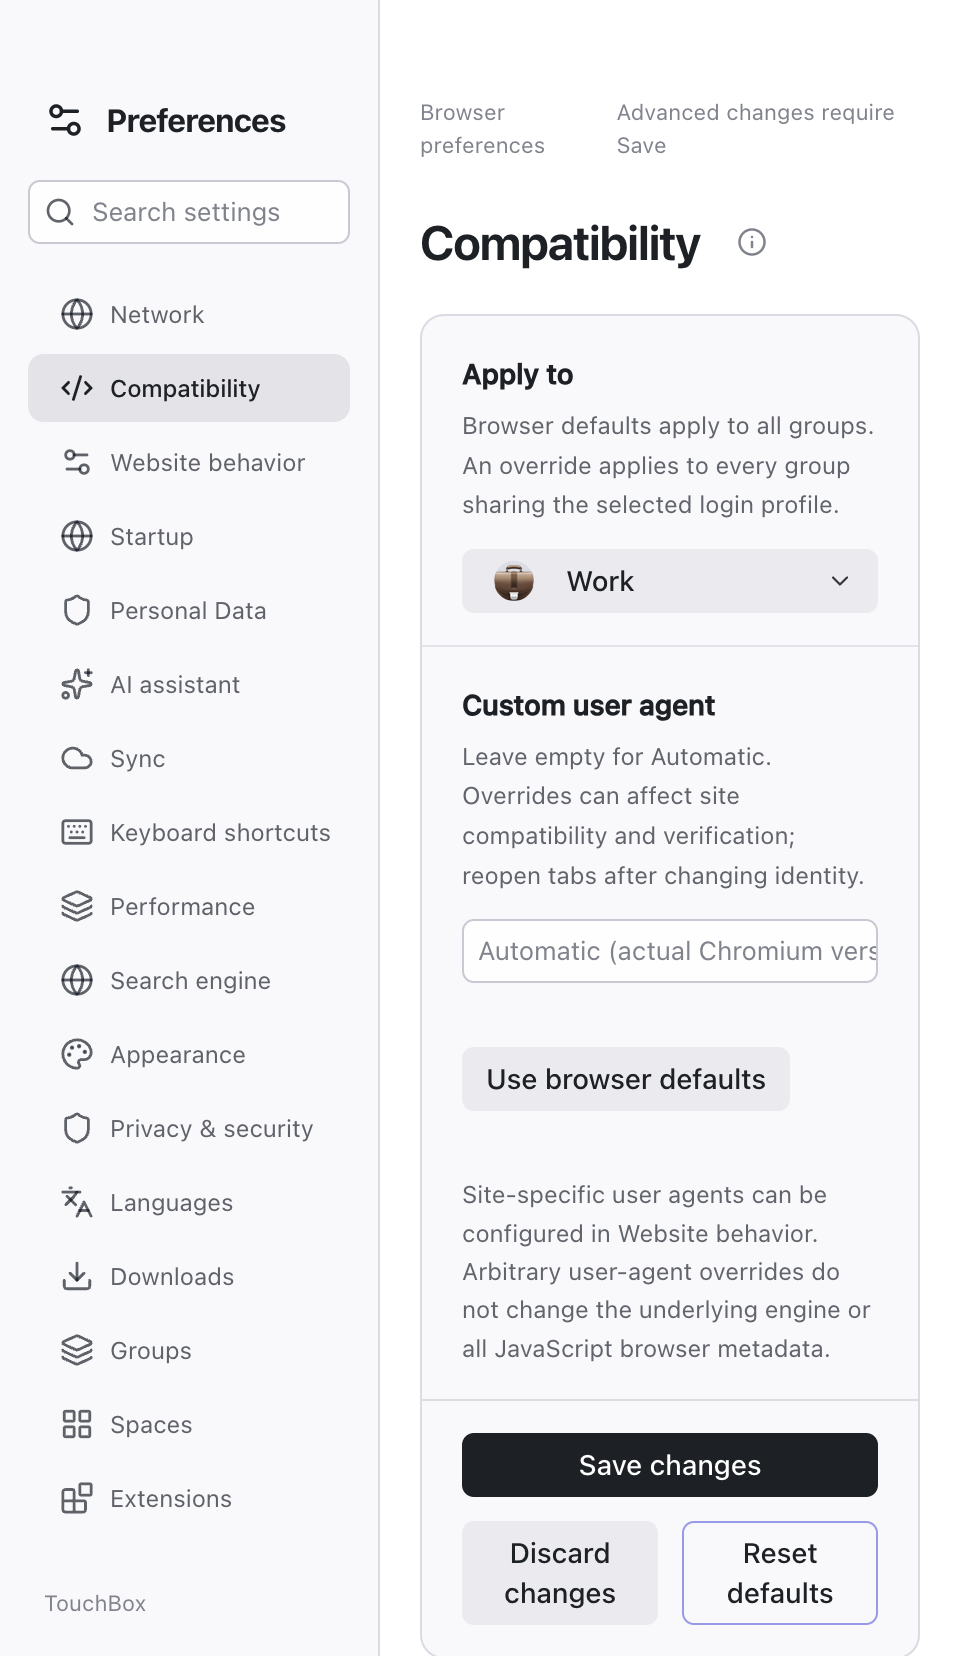 Preferences
Search settings
Network
Compatibility
Website behavior
Startup
Personal Data
AI assistant
Sync
Keyboard shortcuts
Performance
Search engine
Appearance
Privacy & security
Languages
Downloads
Groups
Spaces
Extensions
TouchBox
Browser
preferences
Advanced changes require
Save
Compatibility
Apply to
Browser defaults apply to all groups.
An override applies to every group
sharing the selected login profile.
Work
Custom user agent
Leave empty for Automatic.
Overrides can affect site
compatibility and verification;
reopen tabs after changing identity.
Automatic (actual Chromium vers
Use browser defaults
Site-specific user agents can be
configured in Website behavior.
Arbitrary user-agent overrides do
not change the underlying engine or
all JavaScript browser metadata.
Save changes
Discard
changes
Reset
defaults